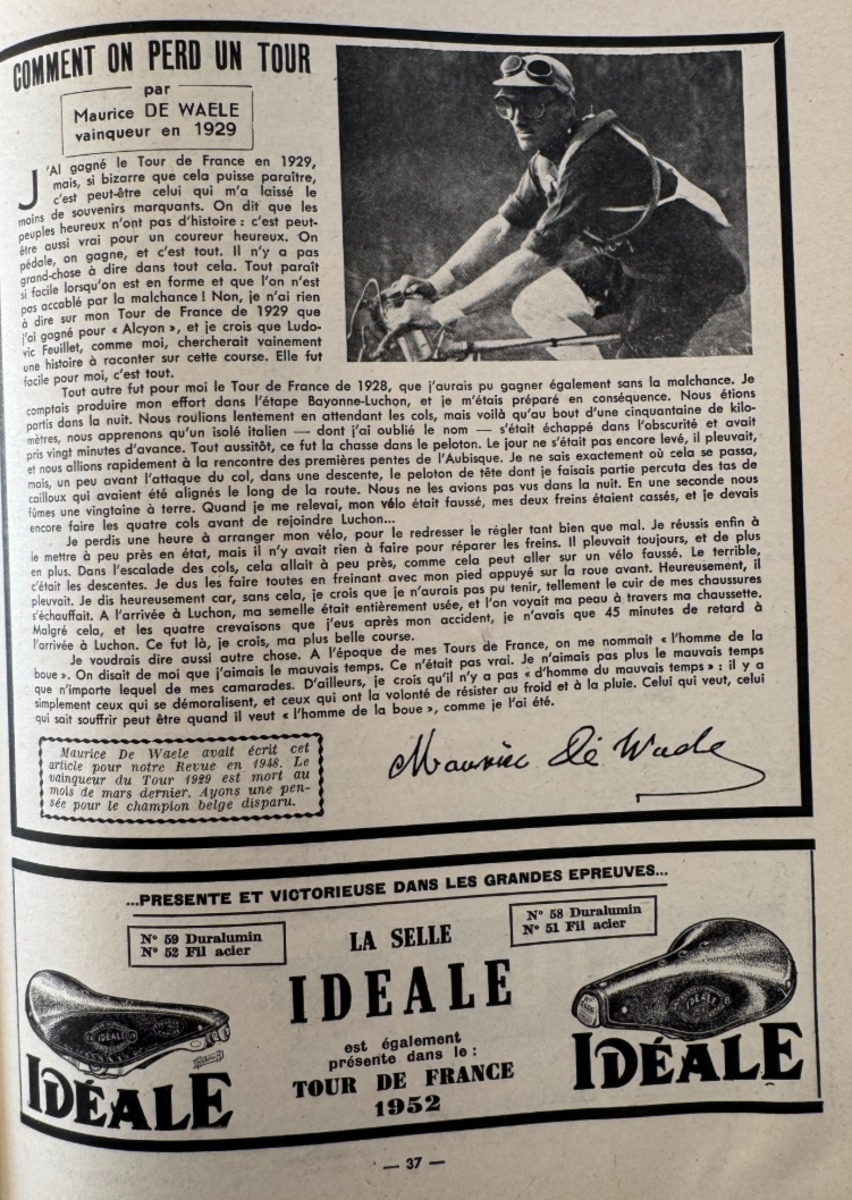 COMMENT ON PERD UN TOUR
par
Maurice DE WAELE
vainqueur en 1929
J'AI gagné le Tour de France en 1929,
mais, si bizarre que cela puisse paraître,
c'est peut-être celui qui m'a laissé le
moins de souvenirs marquants. On dit que les
peuples heureux n'ont pas d'histoire : c'est peut-
être aussi vrai pour un coureur heureux. On
pédale, on gagne, et c'est tout. Il n'y a pas
grand-chose à dire dans tout cela. Tout paraît
si facile lorsqu'on est en forme et que l'on n'est
pas accablé par la malchance ! Non, je n'ai rien
à dire sur mon Tour de France de 1929 que
j'ai gagné pour « Alcyon », et je crois que Ludo-
vic Feuillet, comme moi, chercherait vainement
une histoire à raconter sur cette course. Elle fut
facile pour moi, c'est tout.
Tout autre fut pour moi le Tour de France de 1928, que j'aurais pu gagner également sans la malchance. Je
comptais produire mon effort dans l'étape Bayonne-Luchon, et je m'étais préparé en conséquence. Nous étions
partis dans la nuit. Nous roulions lentement en attendant les cols, mais voilà qu'au bout d'une cinquantaine de kilo-
mètres, nous apprenons qu'un isolé italien — dont j'ai oublié le nom — s'était échappé dans l'obscurité et avait
pris vingt minutes d'avance. Tout aussitôt, ce fut la chasse dans le peloton. Le jour ne s'était pas encore levé, il pleuvait,
et nous allions rapidement à la rencontre des premières pentes de l'Aubisque. Je ne sais exactement où cela se passa,
mais, un peu avant l'attaque du col, dans une descente, le peloton de tête dont je faisais partie percuta des tas de
cailloux qui avaient été alignés le long de la route. Nous ne les avions pas vus dans la nuit. En une seconde nous
fûmes une vingtaine à terre. Quand je me relevai, mon vélo était faussé, mes deux freins étaient cassés, et je devais
encore faire les quatre cols avant de rejoindre Luchon...
Je perdis une heure à arranger mon vélo, pour le redresser le régler tant bien que mal. Je réussis enfin à
le mettre à peu près en état, mais il n'y avait rien à faire pour réparer les freins. Il pleuvait toujours, et de plus
en plus. Dans l'escalade des cols, cela allait à peu près, comme cela peut aller sur un vélo faussé. Le terrible,
c'était les descentes. Je dus les faire toutes en freinant avec mon pied appuyé sur la roue avant. Heureusement, il
pleuvait. Je dis heureusement car, sans cela, je crois que je n'aurais pas pu tenir, tellement le cuir de mes chaussures
s'échauffait. A l'arrivée à Luchon, ma semelle était entièrement usée, et l'on voyait ma peau à travers ma chaussette.
Malgré cela, et les quatre crevaisons que j'eus après mon accident, je n'avais que 45 minutes de retard à
l'arrivée à Luchon. Ce fut là, je crois, ma plus belle course.
Je voudrais dire aussi autre chose. A l'époque de mes Tours de France, on me nommait « l'homme de la
boue ». On disait de moi que j'aimais le mauvais temps. Ce n'était pas vrai. Je n'aimais pas plus le mauvais temps
que n'importe lequel de mes camarades. D'ailleurs, je crois qu'il n'y a pas « d'homme du mauvais temps » : il y a
simplement ceux qui se démoralisent, et ceux qui ont la volonté de résister au froid et à la pluie. Celui qui veut, celui
qui sait souffrir peut être quand il veut « l'homme de la boue », comme je l'ai été.
Maurice De Waele avait écrit cet
article pour notre Revue en 1948. Le
vainqueur du Tour 1929 est mort au
mois de mars dernier. Ayons une pen-
sée pour le champion belge disparu.
Maurice De Waele
...PRESENTE ET VICTORIEUSE DANS LES GRANDES EPREUVES...
N° 59 Duralumin
N° 52 Fil acier
N° 58 Duralumin
N° 51 Fil acier
LA SELLE
IDEALE
est également
présente dans le :
TOUR DE FRANCE
1952
IDEALE
IDÉALE
IDEALE
IDÉALE
— 37 —